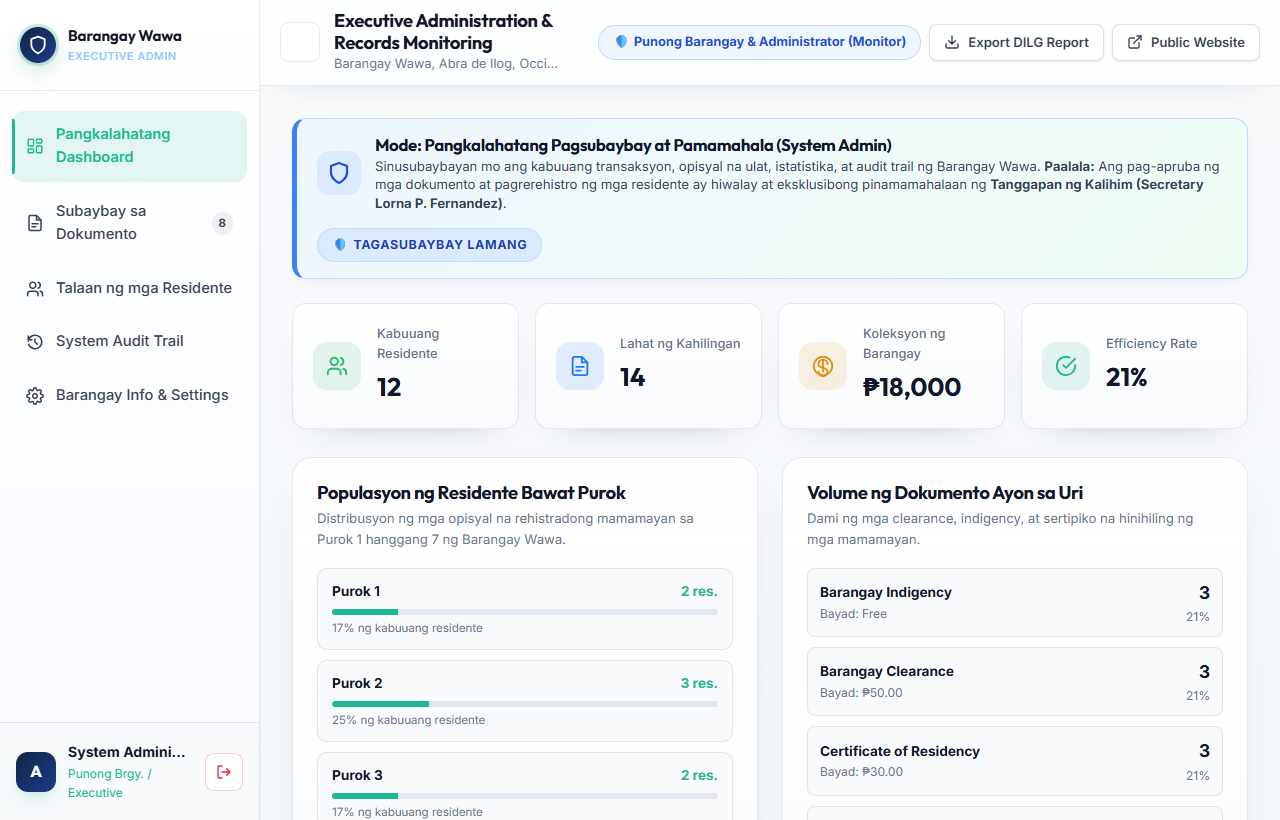 Barangay Wawa
EXECUTIVE ADMIN
Pangkalahatang
Dashboard
Subaybay sa
Dokumento
8
Talaan ng mga Residente
System Audit Trail
Barangay Info & Settings
A
System Admini...
Punong Brgy. /
Executive
Executive Administration &
Records Monitoring
Barangay Wawa, Abra de Ilog, Occi...
Punong Barangay & Administrator (Monitor)
Export DILG Report
Public Website
Mode: Pangkalahatang Pagsubaybay at Pamamahala (System Admin)
Sinusubaybayan mo ang kabuuang transaksyon, opisyal na ulat, istatistika, at audit trail ng Barangay Wawa. Paalala: Ang pag-apruba ng
mga dokumento at pagrerehistro ng mga residente ay hiwalay at eksklusibong pinamamahalaan ng Tanggapan ng Kalihim (Secretary
Lorna P. Fernandez).
TAGASUBAYBAY LAMANG
Kabuuang
Residente
12
Lahat ng Kahilingan
14
Koleksyon ng
Barangay
₱18,000
Efficiency Rate
21%
Populasyon ng Residente Bawat Purok
Distribusyon ng mga opisyal na rehistradong mamamayan sa
Purok 1 hanggang 7 ng Barangay Wawa.
Purok 1 2 res.
17% ng kabuuang residente
Purok 2 3 res.
25% ng kabuuang residente
Purok 3 2 res.
17% ng kabuuang residente
Volume ng Dokumento Ayon sa Uri
Dami ng mga clearance, indigency, at sertipiko na hinihiling ng
mga mamamayan.
Barangay Indigency 3
Bayad: Free 21%
Barangay Clearance 3
Bayad: ₱50.00 21%
Certificate of Residency 3
Bayad: ₱30.00 21%